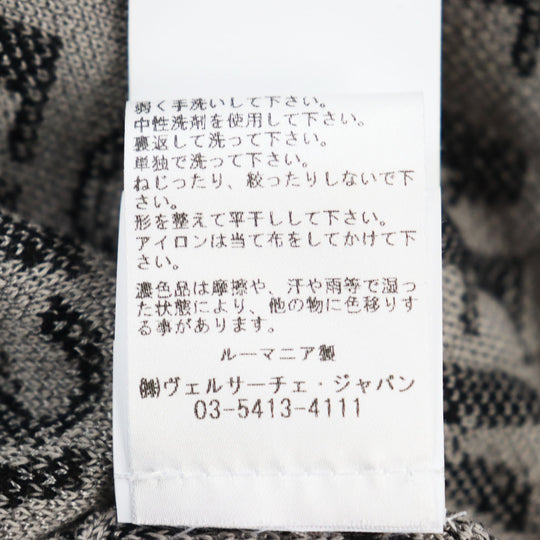 弱く手洗いして下さい。
中性洗剤を使用して下さい。
裏返して洗って下さい。
単独で洗って下さい。
ねじったり、絞ったりしないで下
さい。
形を整えて平干しして下さい。
アイロンは当て布をしてかけて下
さい。
濃色品は摩擦や、汗や雨等で湿っ
た状態により、他の物に色移りす
る事があります。
ルーマニア製
㈱ヴェルサーチェ・ジャパン
03-5413-4111